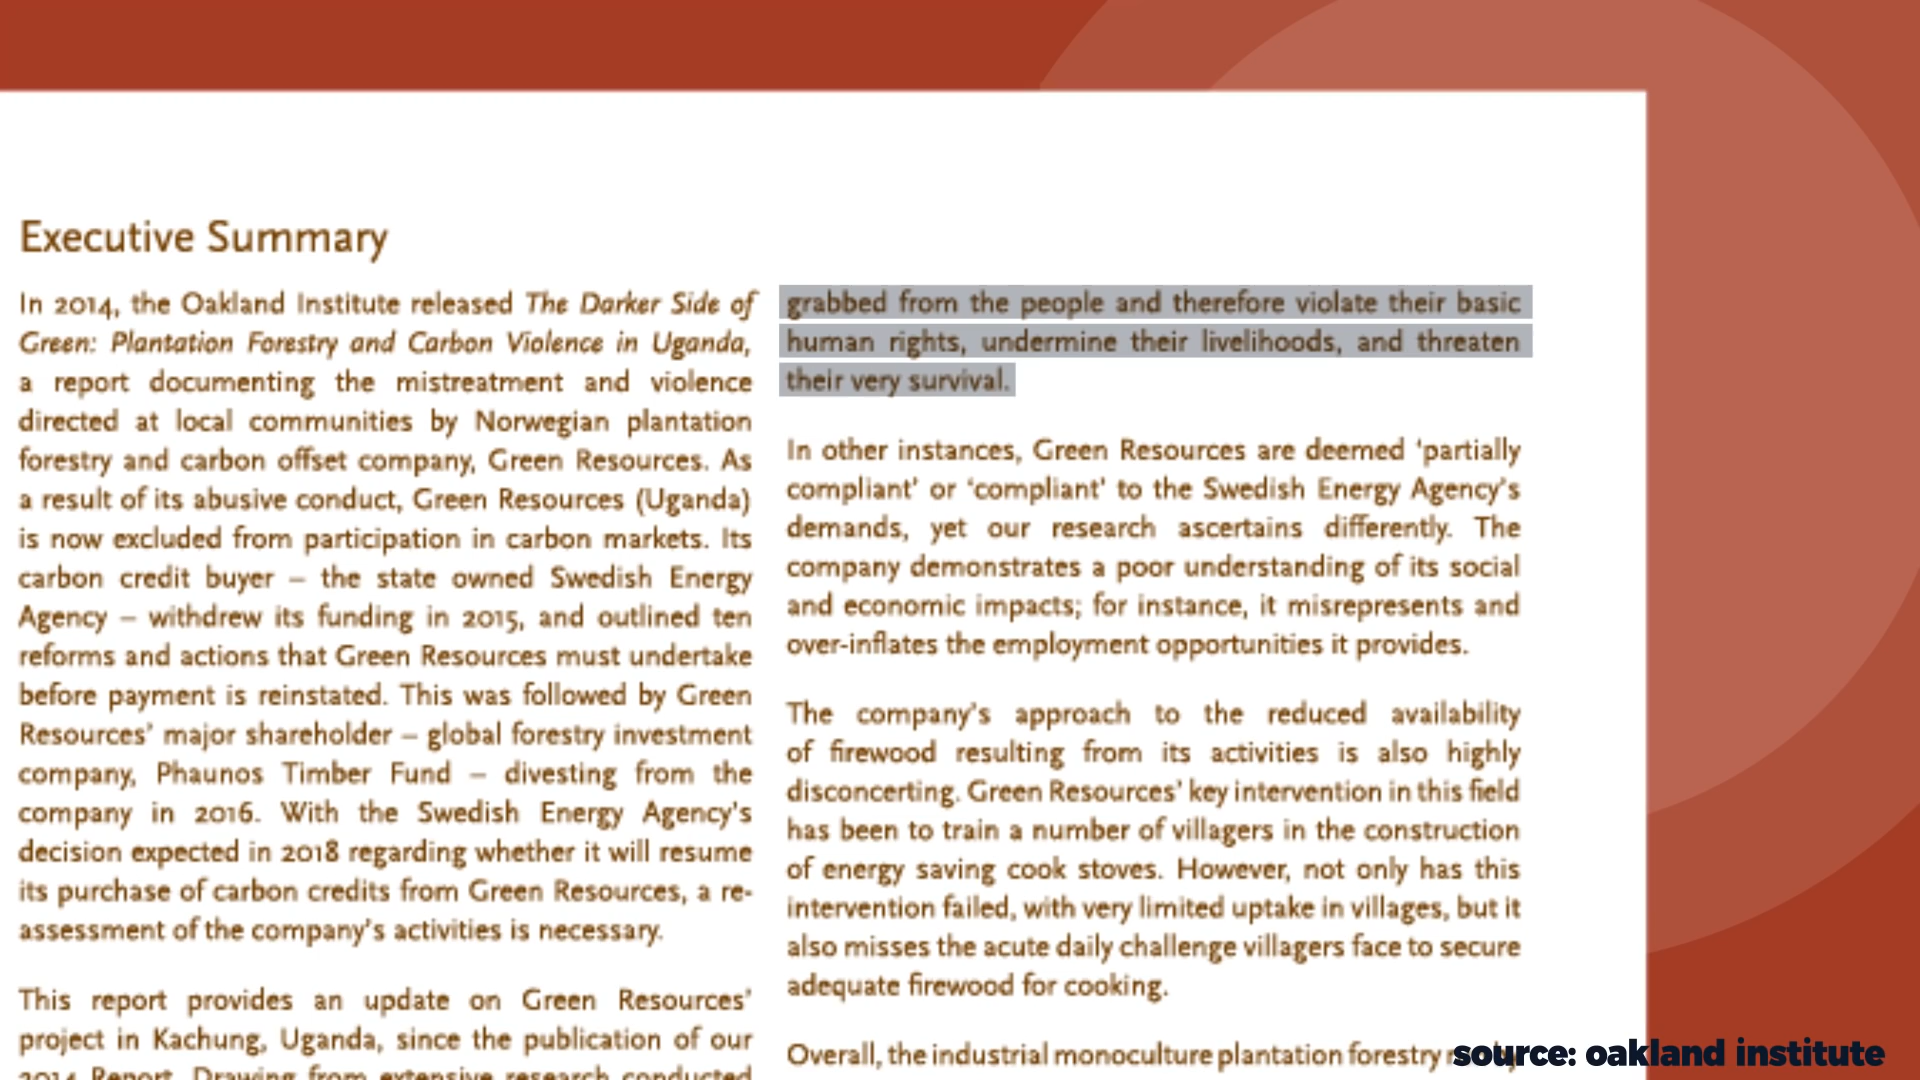 Executive Summary
In 2014, the Oakland Institute released The Darker Side of
Green: Plantation Forestry and Carbon Violence in Uganda,
a report documenting the mistreatment and violence
directed at local communities by Norwegian plantation
forestry and carbon offset company, Green Resources. As
a result of its abusive conduct, Green Resources (Uganda)
is now excluded from participation in carbon markets. Its
carbon credit buyer – the state owned Swedish Energy
Agency – withdrew its funding in 2015, and outlined ten
reforms and actions that Green Resources must undertake
before payment is reinstated. This was followed by Green
Resources' major shareholder – global forestry investment
company, Phaunos Timber Fund – divesting from the
company in 2016. With the Swedish Energy Agency's
decision expected in 2018 regarding whether it will resume
its purchase of carbon credits from Green Resources, a re-
assessment of the company's activities is necessary.
This report provides an update on Green Resources'
project in Kachung, Uganda, since the publication of our
2014 Report. Drawing from extensive research conducted
grabbed from the people and therefore violate their basic
human rights, undermine their livelihoods, and threaten
their very survival.
In other instances, Green Resources are deemed 'partially
compliant' or 'compliant' to the Swedish Energy Agency's
demands, yet our research ascertains differently. The
company demonstrates a poor understanding of its social
and economic impacts; for instance, it misrepresents and
over-inflates the employment opportunities it provides.
The company's approach to the reduced availability
of firewood resulting from its activities is also highly
disconcerting. Green Resources' key intervention in this field
has been to train a number of villagers in the construction
of energy saving cook stoves. However, not only has this
intervention failed, with very limited uptake in villages, but it
also misses the acute daily challenge villagers face to secure
adequate firewood for cooking.
Overall, the industrial monoculture plantation forestry
source: oakland institute